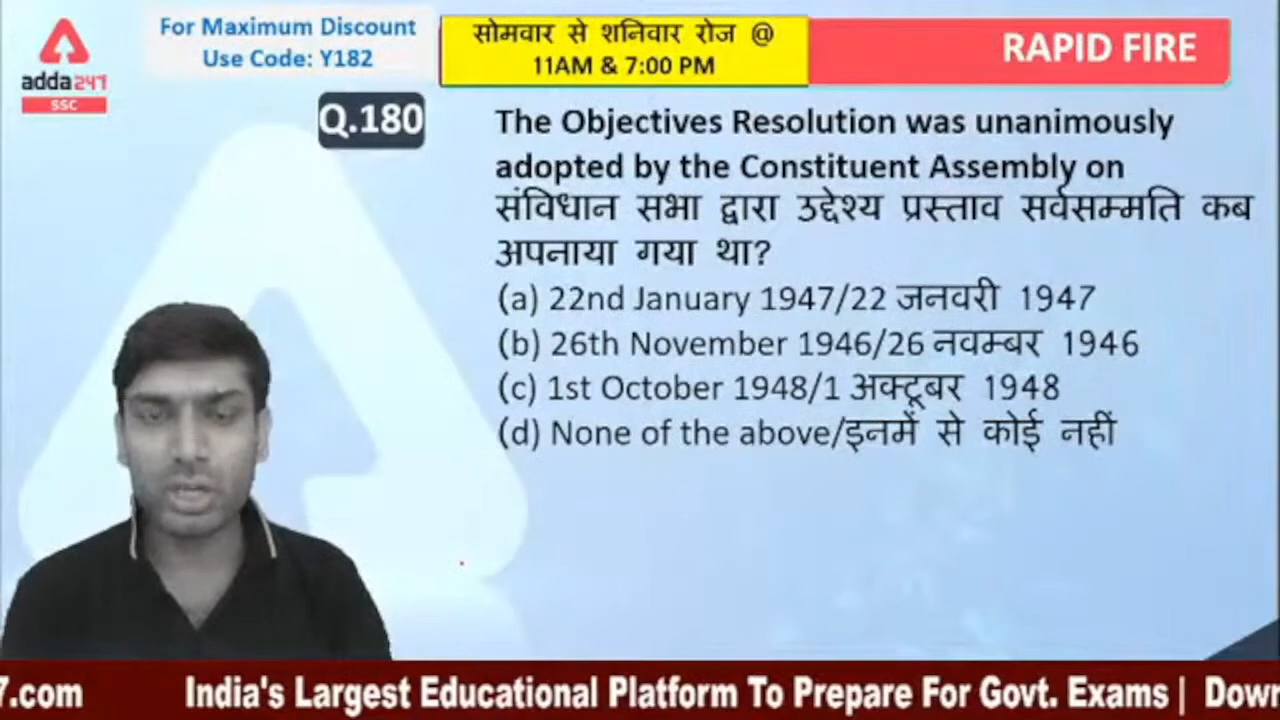 For Maximum Discount
Use Code: Y182
adda247
SSC
सोमवार से शनिवार रोज @
11AM & 7:00 PM
RAPID FIRE
Q.180
The Objectives Resolution was unanimously
adopted by the Constituent Assembly on
संविधान सभा द्वारा उद्देश्य प्रस्ताव सर्वसम्मति कब
अपनाया गया था?
(a) 22nd January 1947/22 जनवरी 1947
(b) 26th November 1946/26 नवम्बर 1946
(c) 1st October 1948/1 अक्टूबर 1948
(d) None of the above/इनमें से कोई नहीं
7.com India's Largest Educational Platform To Prepare For Govt. Exams | Down